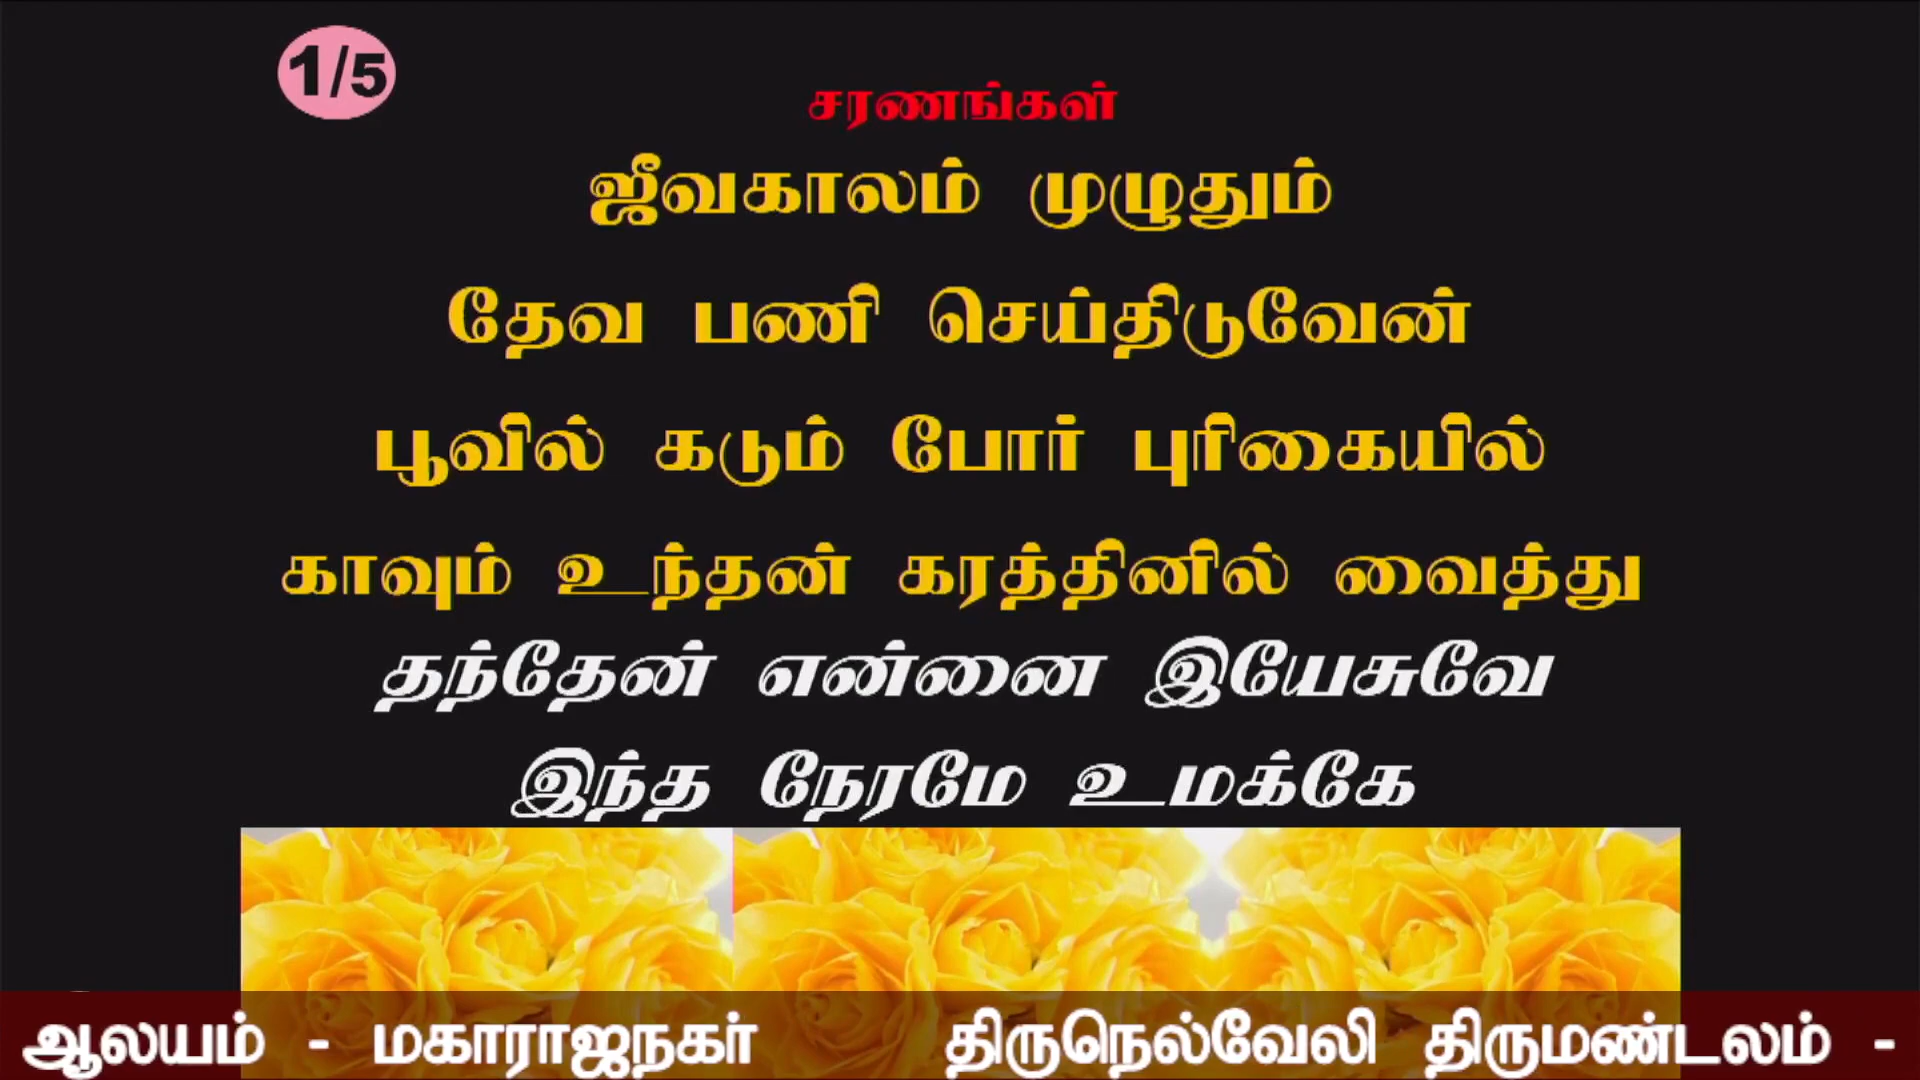 1/5
சரணங்கள்
ஜீவகாலம் முழுதும்
தேவ பணி செய்திடுவேன்
பூவில் கடும் போர் புரிகையில்
காவும் உந்தன் கரத்தினில் வைத்து
தந்தேன் என்னை இயேசுவே
இந்த நேரமே உமக்கே
ஆலயம் - மகாராஜநகர் திருநெல்வேலி திருமண்டலம் -